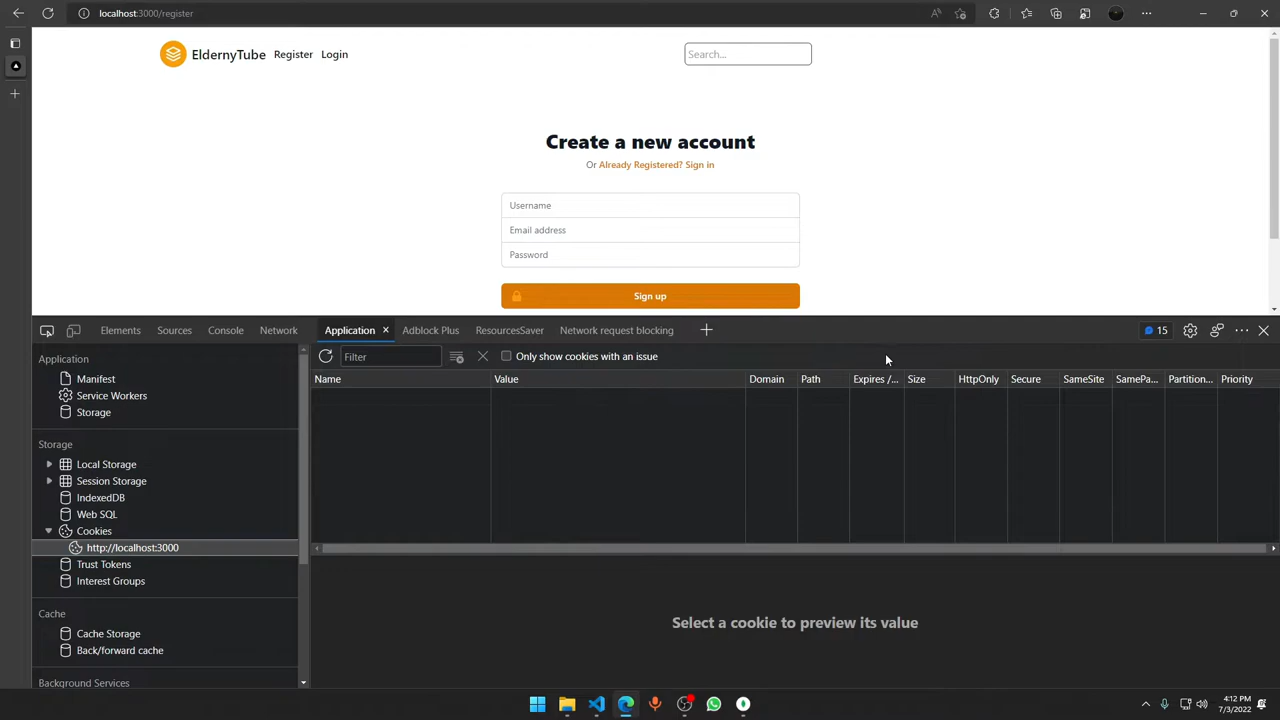 localhost:3000/register
EldernyTube Register Login
Search...
Create a new account
Or Already Registered? Sign in
Username
Email address
Password
Sign up
Elements Sources Console Network Application Adblock Plus ResourcesSaver Network request blocking 15
Application
Manifest
Service Workers
Storage
Storage
Local Storage
Session Storage
IndexedDB
Web SQL
Cookies
http://localhost:3000
Trust Tokens
Interest Groups
Cache
Cache Storage
Back/forward cache
Background Services
Filter
Only show cookies with an issue
Name Value Domain Path Expires /... Size HttpOnly Secure SameSite SamePa... Partition... Priority
Select a cookie to preview its value
4:12 PM
7/3/2022